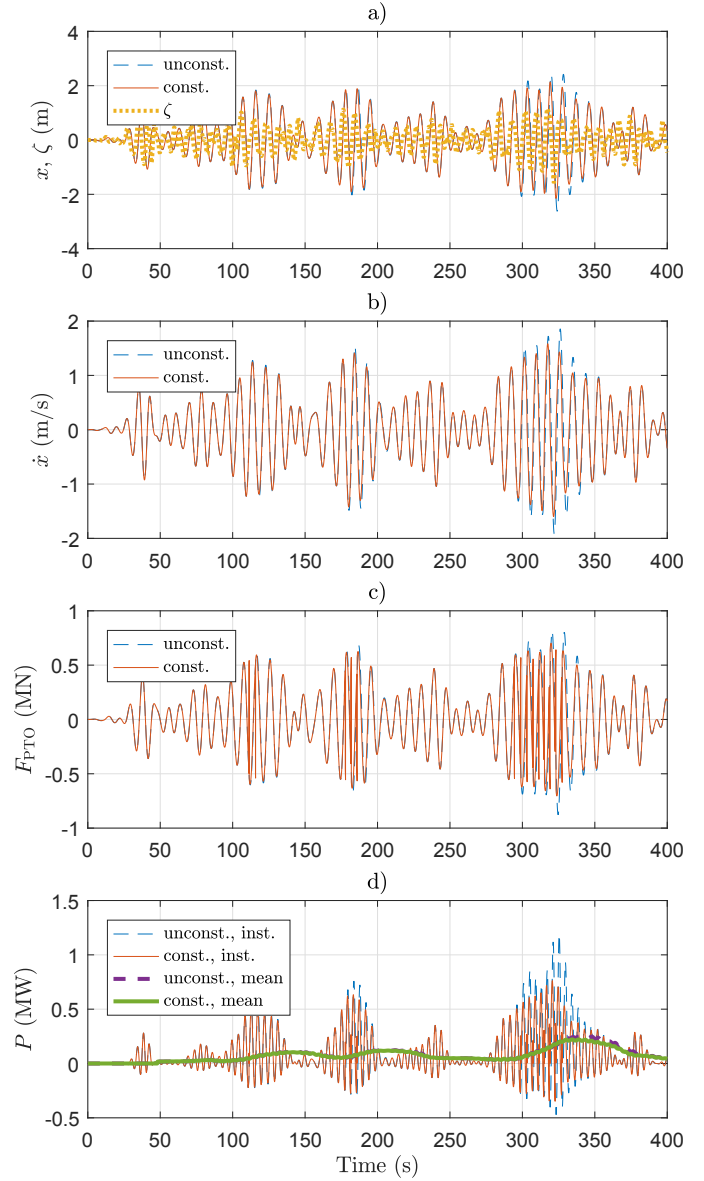 a)
4
2
0
-2
-4
x, ζ (m)
unconst.
const.
ζ
0 50 100 150 200 250 300 350 400
b)
2
1
0
-1
-2
ẋ (m/s)
unconst.
const.
0 50 100 150 200 250 300 350 400
c)
1
0.5
0
-0.5
-1
F_PTO (MN)
unconst.
const.
0 50 100 150 200 250 300 350 400
d)
1.5
1
0.5
0
-0.5
P (MW)
unconst., inst.
const., inst.
unconst., mean
const., mean
0 50 100 150 200 250 300 350 400
Time (s)